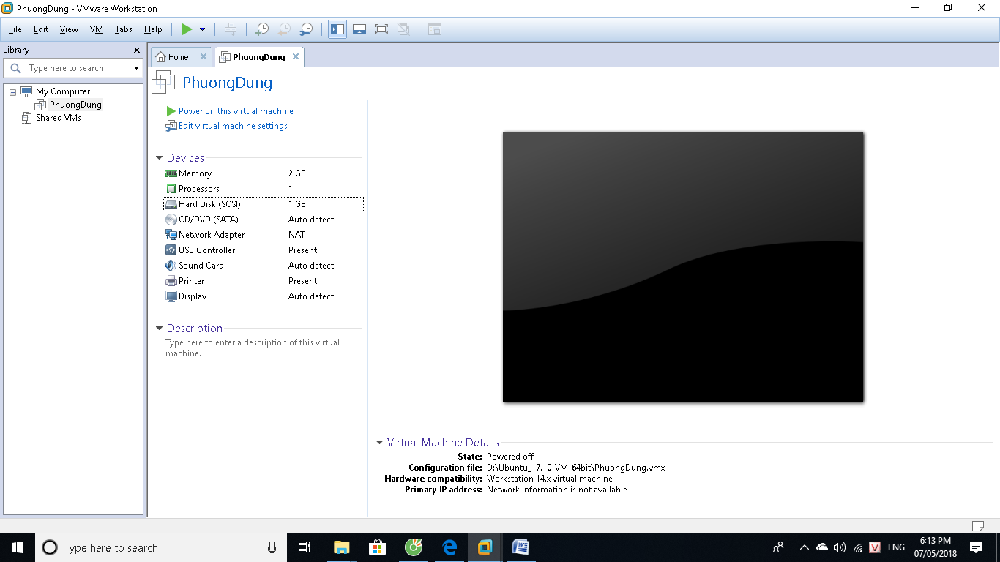 PhuongDung - VMware Workstation
File Edit View VM Tabs Help
Library
Type here to search
My Computer
PhuongDung
Shared VMs
Home
PhuongDung
PhuongDung
Power on this virtual machine
Edit virtual machine settings
Devices
Memory 2 GB
Processors 1
Hard Disk (SCSI) 1 GB
CD/DVD (SATA) Auto detect
Network Adapter NAT
USB Controller Present
Sound Card Auto detect
Printer Present
Display Auto detect
Description
Type here to enter a description of this virtual
machine.
Virtual Machine Details
State: Powered off
Configuration file: D:\Ubuntu_17.10-VM-64bit\PhuongDung.vmx
Hardware compatibility: Workstation 14.x virtual machine
Primary IP address: Network information is not available
Type here to search
V ENG
6:13 PM
07/05/2018